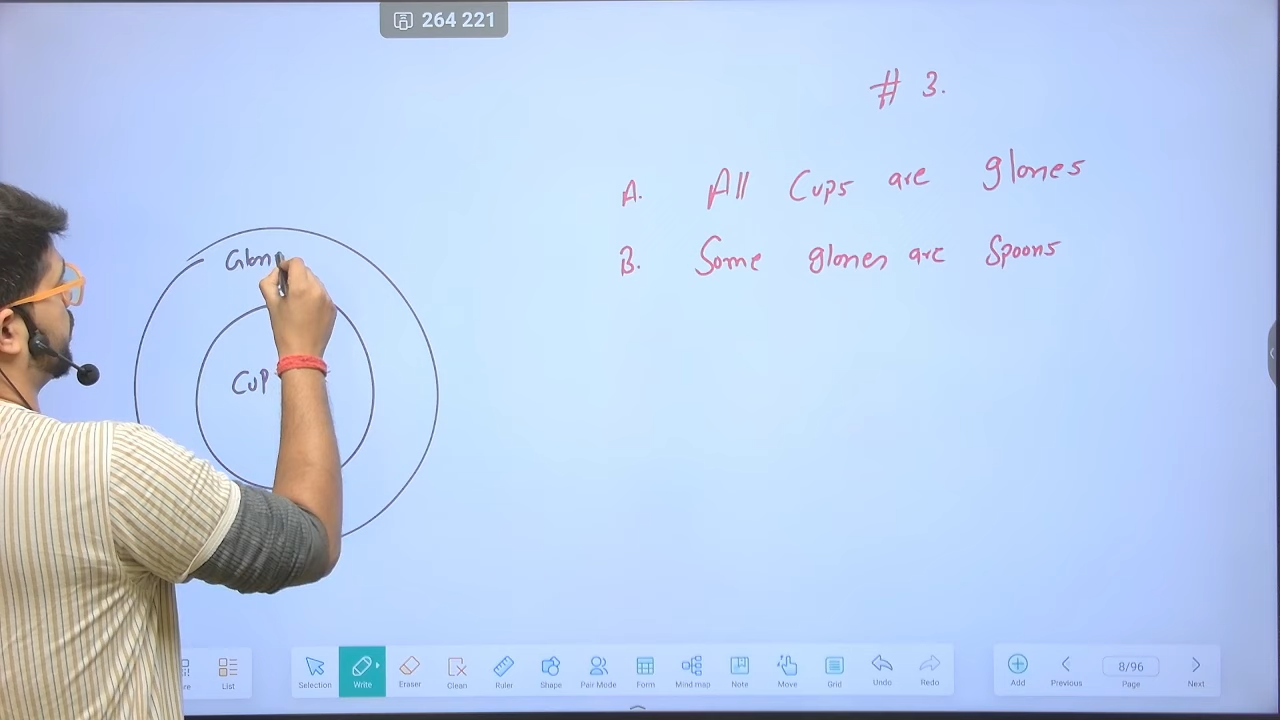 264 221
# 3.
A. All Cups are glones
B. Some glones are Spoons
Glon
Cup
List
Selection
Write
Eraser
Clean
Ruler
Shape
Pair Mode
Form
Mind map
Note
Move
Grid
Undo
Redo
Add
Previous
8/96
Page
Next